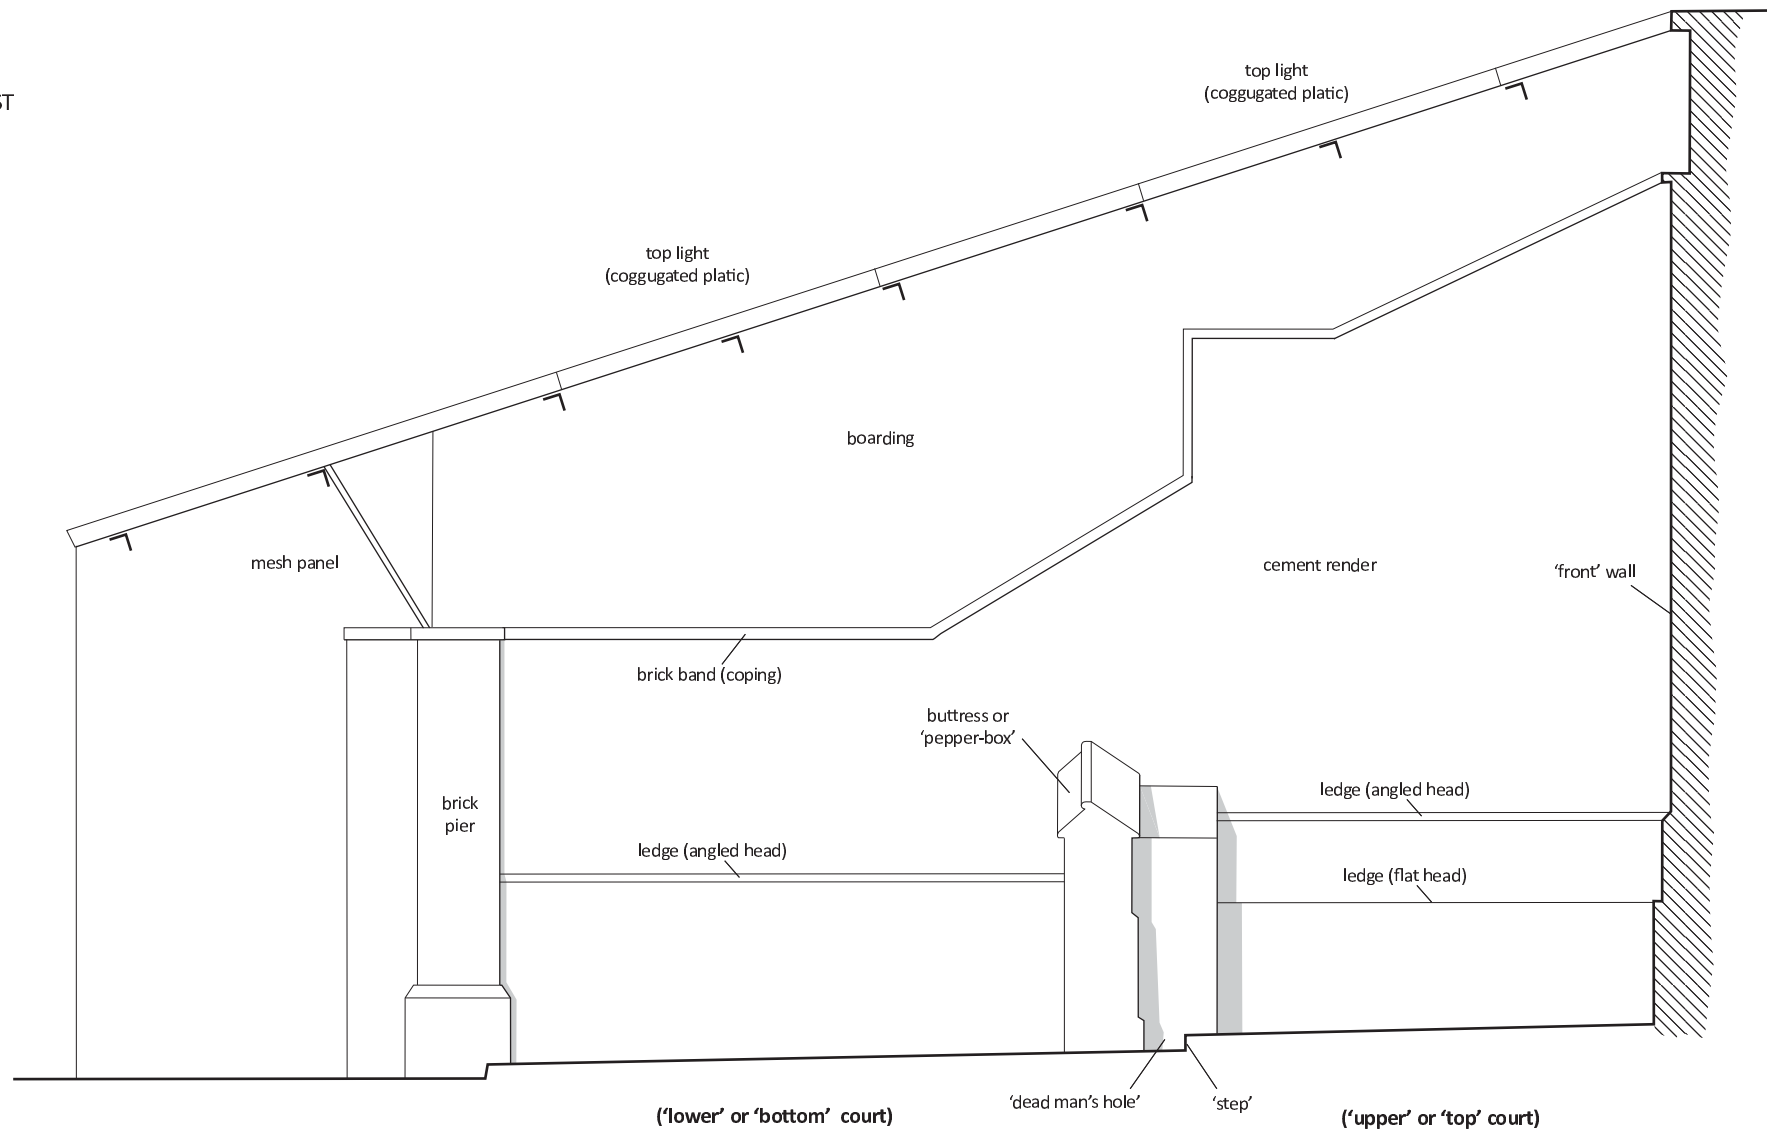 ST
top light
(coggugated platic)
top light
(coggugated platic)
boarding
mesh panel
cement render
‘front’ wall
brick band (coping)
buttress or
‘pepper-box’
brick
pier
ledge (angled head)
ledge (angled head)
ledge (flat head)
‘dead man’s hole’
‘step’
(‘lower’ or ‘bottom’ court)
(‘upper’ or ‘top’ court)